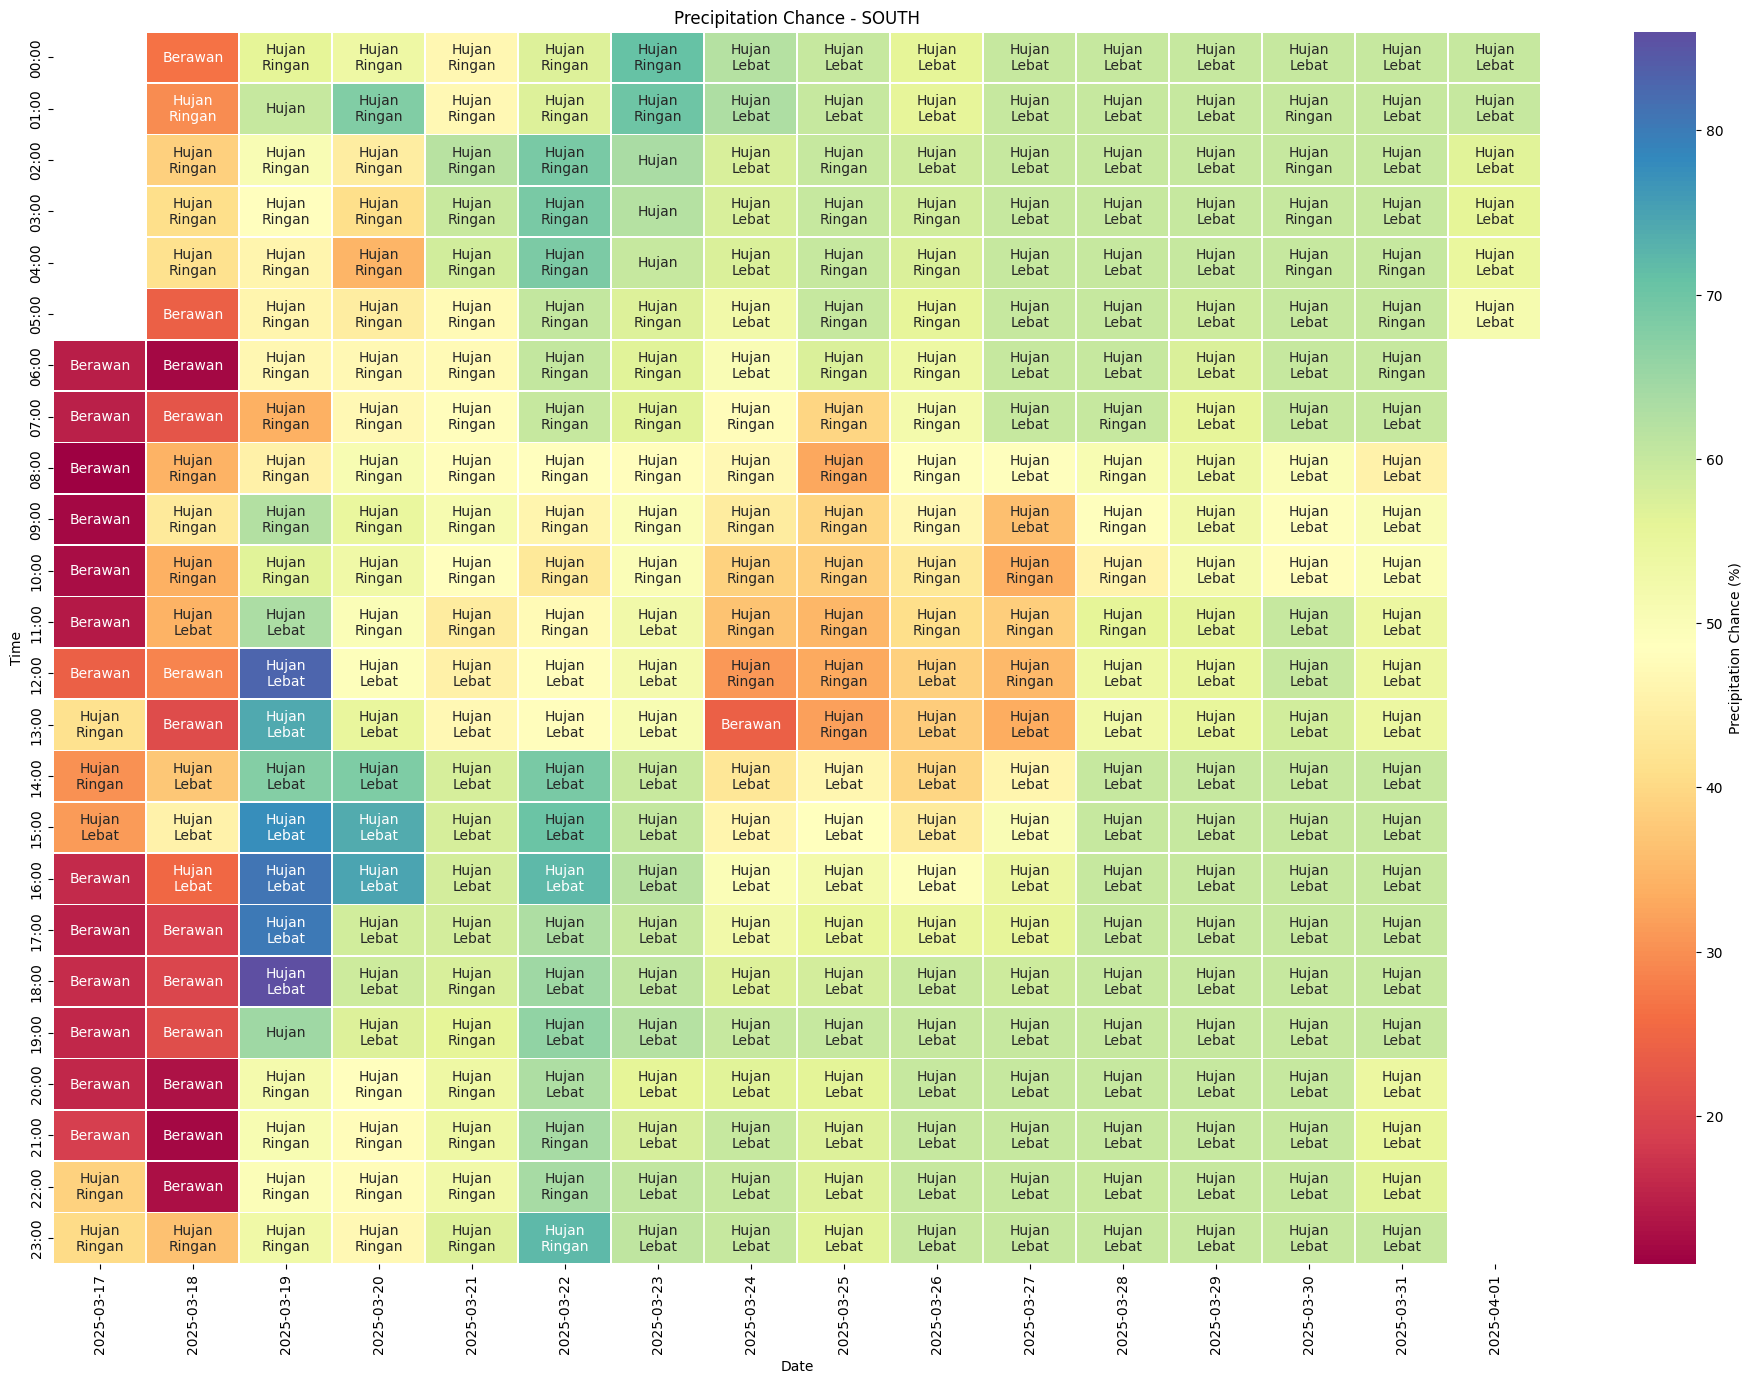 Precipitation Chance - SOUTH
00:00 Berawan Hujan Ringan Hujan Ringan Hujan Ringan Hujan Ringan Hujan Ringan Hujan Lebat Hujan Lebat Hujan Lebat Hujan Lebat Hujan Lebat Hujan Lebat Hujan Lebat Hujan Lebat Hujan Lebat
01:00 Hujan Ringan Hujan Hujan Ringan Hujan Ringan Hujan Ringan Hujan Ringan Hujan Lebat Hujan Lebat Hujan Lebat Hujan Lebat Hujan Lebat Hujan Lebat Hujan Ringan Hujan Lebat Hujan Lebat
02:00 Hujan Ringan Hujan Ringan Hujan Ringan Hujan Ringan Hujan Ringan Hujan Hujan Lebat Hujan Ringan Hujan Lebat Hujan Lebat Hujan Lebat Hujan Lebat Hujan Ringan Hujan Lebat Hujan Lebat
03:00 Hujan Ringan Hujan Ringan Hujan Ringan Hujan Ringan Hujan Ringan Hujan Hujan Lebat Hujan Ringan Hujan Ringan Hujan Lebat Hujan Lebat Hujan Lebat Hujan Ringan Hujan Lebat Hujan Lebat
04:00 Hujan Ringan Hujan Ringan Hujan Ringan Hujan Ringan Hujan Ringan Hujan Hujan Lebat Hujan Ringan Hujan Ringan Hujan Lebat Hujan Lebat Hujan Lebat Hujan Ringan Hujan Ringan Hujan Lebat
05:00 Berawan Hujan Ringan Hujan Ringan Hujan Ringan Hujan Ringan Hujan Ringan Hujan Lebat Hujan Ringan Hujan Ringan Hujan Lebat Hujan Lebat Hujan Lebat Hujan Lebat Hujan Ringan Hujan Lebat
06:00 Berawan Berawan Hujan Ringan Hujan Ringan Hujan Ringan Hujan Ringan Hujan Ringan Hujan Lebat Hujan Ringan Hujan Ringan Hujan Lebat Hujan Lebat Hujan Lebat Hujan Lebat Hujan Ringan
07:00 Berawan Berawan Hujan Ringan Hujan Ringan Hujan Ringan Hujan Ringan Hujan Ringan Hujan Ringan Hujan Ringan Hujan Ringan Hujan Lebat Hujan Ringan Hujan Lebat Hujan Lebat Hujan Lebat
08:00 Berawan Hujan Ringan Hujan Ringan Hujan Ringan Hujan Ringan Hujan Ringan Hujan Ringan Hujan Ringan Hujan Ringan Hujan Ringan Hujan Lebat Hujan Ringan Hujan Lebat Hujan Lebat Hujan Lebat
09:00 Berawan Hujan Ringan Hujan Ringan Hujan Ringan Hujan Ringan Hujan Ringan Hujan Ringan Hujan Ringan Hujan Ringan Hujan Ringan Hujan Lebat Hujan Ringan Hujan Lebat Hujan Lebat Hujan Lebat
10:00 Berawan Hujan Ringan Hujan Ringan Hujan Ringan Hujan Ringan Hujan Ringan Hujan Ringan Hujan Ringan Hujan Ringan Hujan Ringan Hujan Ringan Hujan Ringan Hujan Lebat Hujan Lebat Hujan Lebat
11:00 Berawan Hujan Lebat Hujan Lebat Hujan Ringan Hujan Ringan Hujan Ringan Hujan Lebat Hujan Ringan Hujan Ringan Hujan Ringan Hujan Ringan Hujan Ringan Hujan Lebat Hujan Lebat Hujan Lebat
12:00 Berawan Berawan Hujan Lebat Hujan Lebat Hujan Lebat Hujan Lebat Hujan Lebat Hujan Ringan Hujan Ringan Hujan Lebat Hujan Ringan Hujan Lebat Hujan Lebat Hujan Lebat Hujan Lebat
13:00 Hujan Ringan Berawan Hujan Lebat Hujan Lebat Hujan Lebat Hujan Lebat Hujan Lebat Berawan Hujan Ringan Hujan Lebat Hujan Lebat Hujan Lebat Hujan Lebat Hujan Lebat Hujan Lebat
14:00 Hujan Ringan Hujan Lebat Hujan Lebat Hujan Lebat Hujan Lebat Hujan Lebat Hujan Lebat Hujan Lebat Hujan Lebat Hujan Lebat Hujan Lebat Hujan Lebat Hujan Lebat Hujan Lebat Hujan Lebat
15:00 Hujan Lebat Hujan Lebat Hujan Lebat Hujan Lebat Hujan Lebat Hujan Lebat Hujan Lebat Hujan Lebat Hujan Lebat Hujan Lebat Hujan Lebat Hujan Lebat Hujan Lebat Hujan Lebat Hujan Lebat
16:00 Berawan Hujan Lebat Hujan Lebat Hujan Lebat Hujan Lebat Hujan Lebat Hujan Lebat Hujan Lebat Hujan Lebat Hujan Lebat Hujan Lebat Hujan Lebat Hujan Lebat Hujan Lebat Hujan Lebat
17:00 Berawan Berawan Hujan Lebat Hujan Lebat Hujan Lebat Hujan Lebat Hujan Lebat Hujan Lebat Hujan Lebat Hujan Lebat Hujan Lebat Hujan Lebat Hujan Lebat Hujan Lebat Hujan Lebat
18:00 Berawan Berawan Hujan Lebat Hujan Lebat Hujan Ringan Hujan Lebat Hujan Lebat Hujan Lebat Hujan Lebat Hujan Lebat Hujan Lebat Hujan Lebat Hujan Lebat Hujan Lebat Hujan Lebat
19:00 Berawan Berawan Hujan Hujan Lebat Hujan Ringan Hujan Lebat Hujan Lebat Hujan Lebat Hujan Lebat Hujan Lebat Hujan Lebat Hujan Lebat Hujan Lebat Hujan Lebat Hujan Lebat
20:00 Berawan Berawan Hujan Ringan Hujan Ringan Hujan Ringan Hujan Lebat Hujan Lebat Hujan Lebat Hujan Lebat Hujan Lebat Hujan Lebat Hujan Lebat Hujan Lebat Hujan Lebat Hujan Lebat
21:00 Berawan Berawan Hujan Ringan Hujan Ringan Hujan Ringan Hujan Ringan Hujan Lebat Hujan Lebat Hujan Lebat Hujan Lebat Hujan Lebat Hujan Lebat Hujan Lebat Hujan Lebat Hujan Lebat
22:00 Hujan Ringan Berawan Hujan Ringan Hujan Ringan Hujan Ringan Hujan Ringan Hujan Lebat Hujan Lebat Hujan Lebat Hujan Lebat Hujan Lebat Hujan Lebat Hujan Lebat Hujan Lebat Hujan Lebat
23:00 Hujan Ringan Hujan Ringan Hujan Ringan Hujan Ringan Hujan Ringan Hujan Ringan Hujan Lebat Hujan Lebat Hujan Lebat Hujan Lebat Hujan Lebat Hujan Lebat Hujan Lebat Hujan Lebat Hujan Lebat
Time
2025-03-17 2025-03-18 2025-03-19 2025-03-20 2025-03-21 2025-03-22 2025-03-23 2025-03-24 2025-03-25 2025-03-26 2025-03-27 2025-03-28 2025-03-29 2025-03-30 2025-03-31 2025-04-01
Date
80
70
60
50
40
30
20
Precipitation Chance (%)